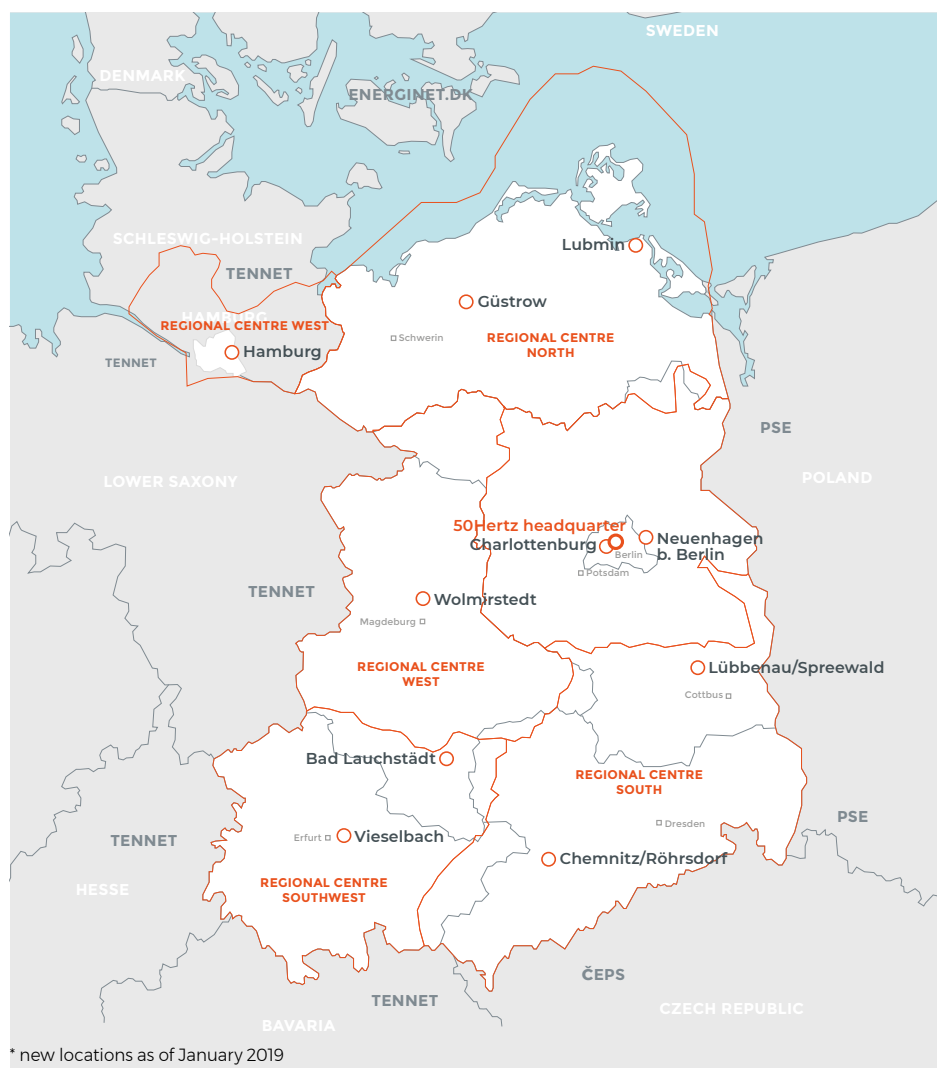 SWEDEN
DENMARK
ENERGINET.DK
SCHLESWIG-HOLSTEIN
TENNET
Lubmin
Güstrow
HAMBURG
REGIONAL CENTRE WEST
Hamburg
Schwerin
REGIONAL CENTRE
NORTH
TENNET
PSE
LOWER SAXONY
POLAND
50Hertz headquarter
Charlottenburg
Neuenhagen
b. Berlin
Berlin
Potsdam
TENNET
Wolmirstedt
Magdeburg
REGIONAL CENTRE
WEST
Lübbenau/Spreewald
Cottbus
Bad Lauchstädt
REGIONAL CENTRE
SOUTH
Dresden
PSE
TENNET
Erfurt
Vieselbach
Chemnitz/Röhrsdorf
HESSE
REGIONAL CENTRE
SOUTHWEST
ČEPS
TENNET
CZECH REPUBLIC
BAVARIA
* new locations as of January 2019